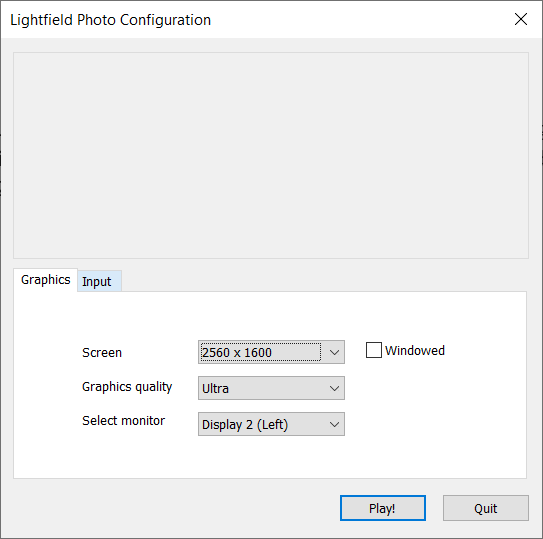 Lightfield Photo Configuration
Graphics Input
Screen 2560 x 1600 Windowed
Graphics quality Ultra
Select monitor Display 2 (Left)
Play! Quit